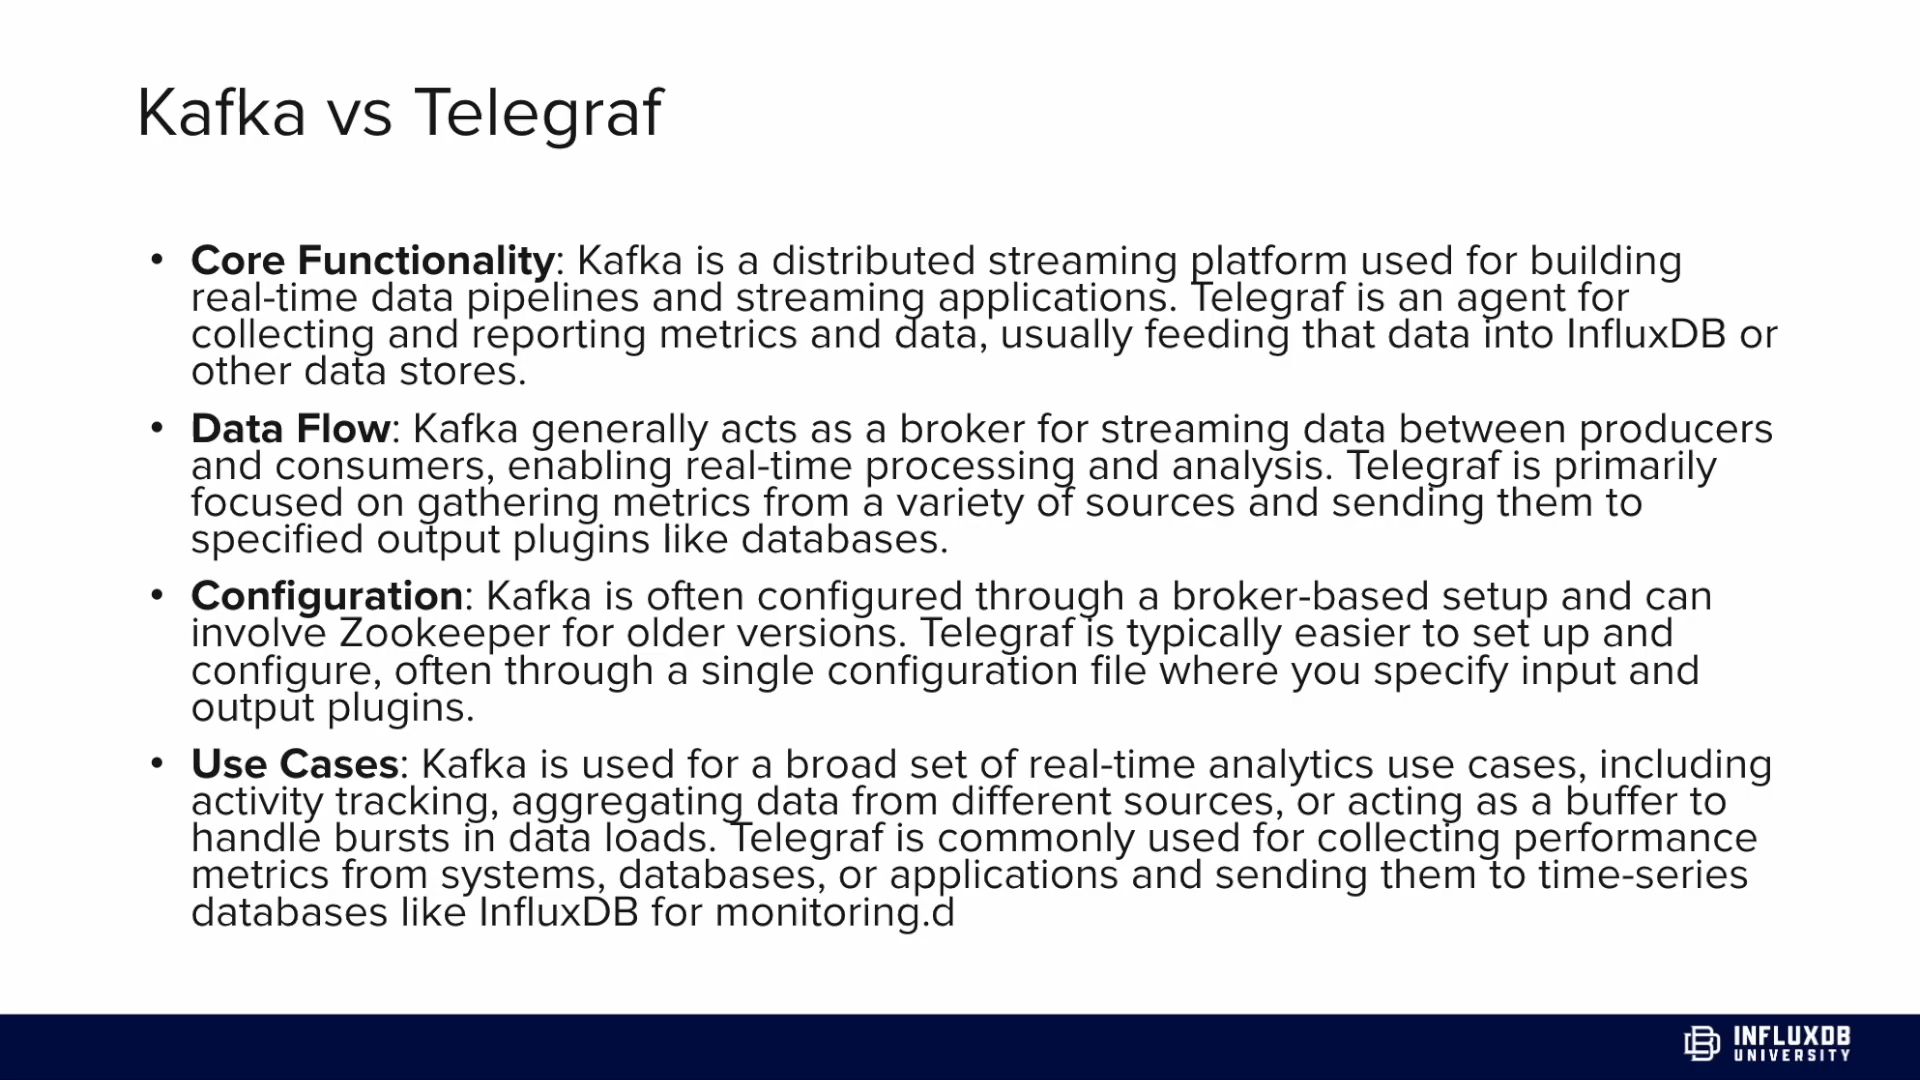 Kafka vs Telegraf
• Core Functionality: Kafka is a distributed streaming platform used for building
real-time data pipelines and streaming applications. Telegraf is an agent for
collecting and reporting metrics and data, usually feeding that data into InfluxDB or
other data stores.
• Data Flow: Kafka generally acts as a broker for streaming data between producers
and consumers, enabling real-time processing and analysis. Telegraf is primarily
focused on gathering metrics from a variety of sources and sending them to
specified output plugins like databases.
• Configuration: Kafka is often configured through a broker-based setup and can
involve Zookeeper for older versions. Telegraf is typically easier to set up and
configure, often through a single configuration file where you specify input and
output plugins.
• Use Cases: Kafka is used for a broad set of real-time analytics use cases, including
activity tracking, aggregating data from different sources, or acting as a buffer to
handle bursts in data loads. Telegraf is commonly used for collecting performance
metrics from systems, databases, or applications and sending them to time-series
databases like InfluxDB for monitoring.d
INFLUXDB
UNIVERSITY